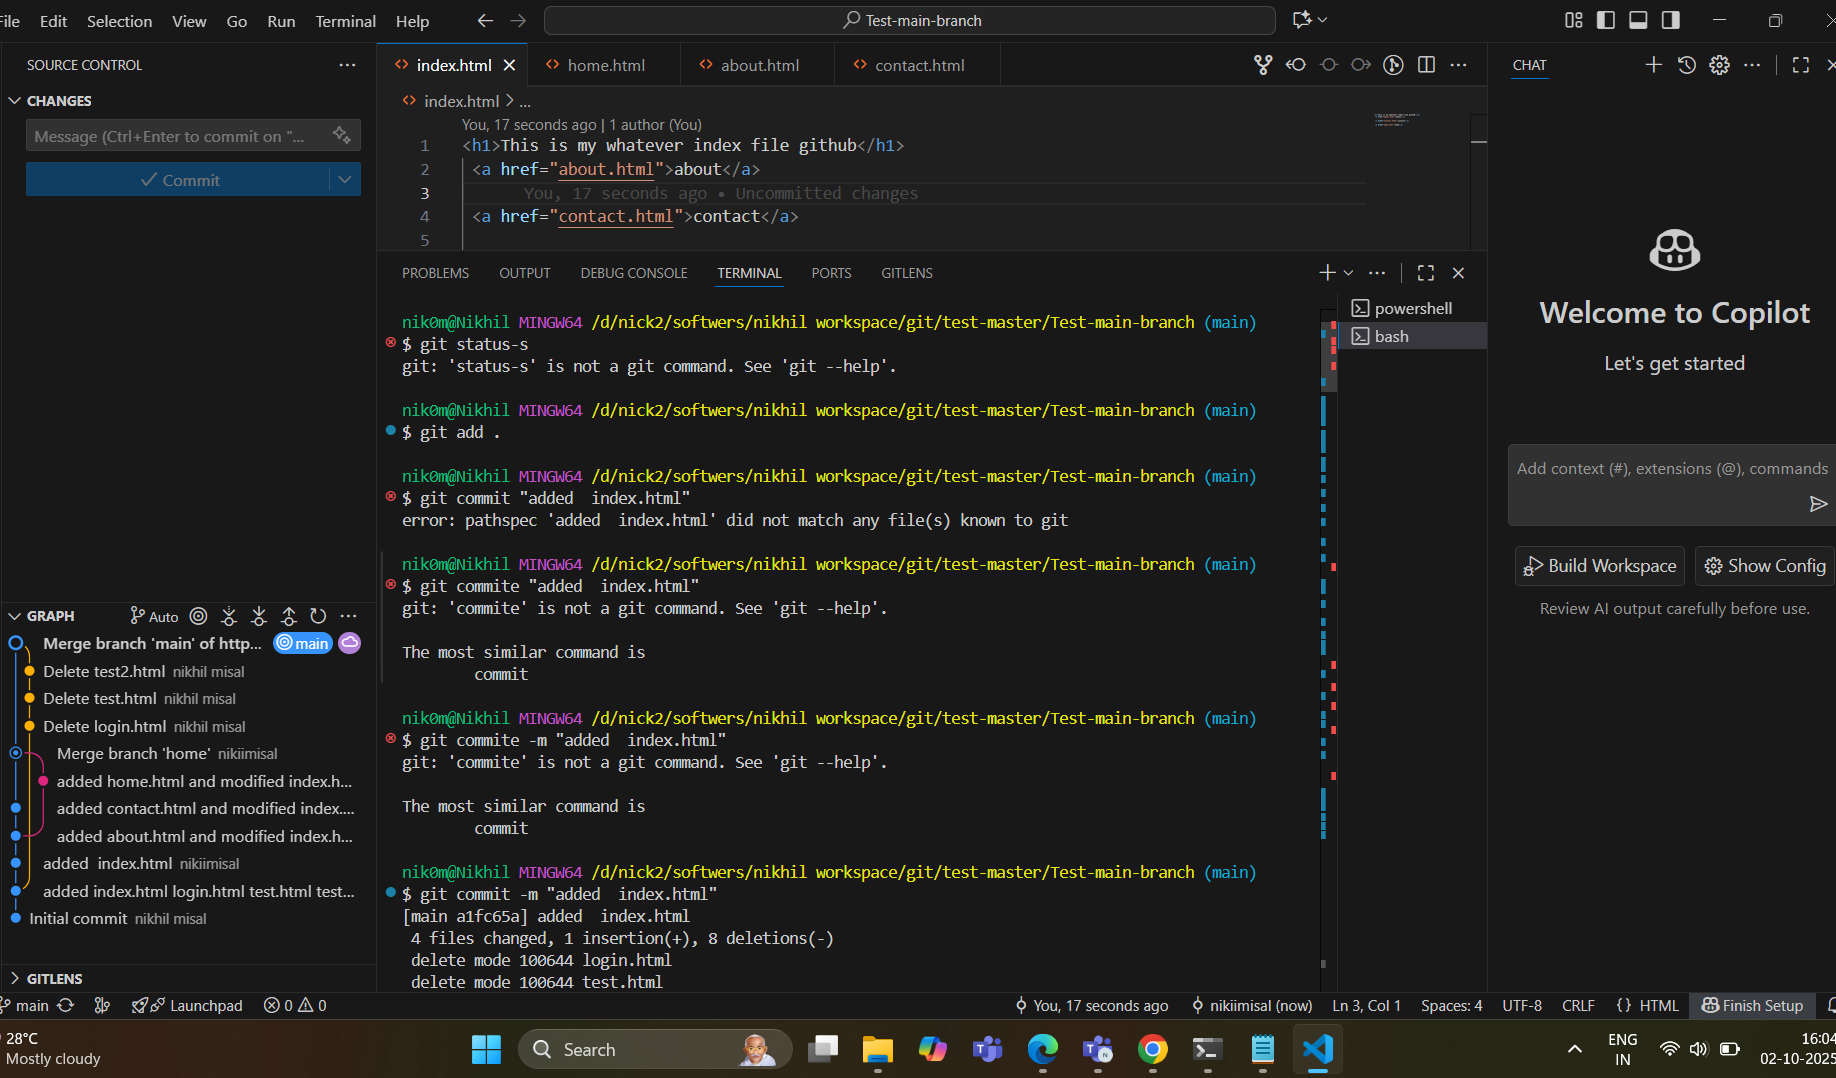 File Edit Selection View Go Run Terminal Help
Test-main-branch
SOURCE CONTROL
CHANGES
Message (Ctrl+Enter to commit on "...
Commit
index.html
home.html
about.html
contact.html
index.html > ...
You, 17 seconds ago | 1 author (You)
1 <h1>This is my whatever index file github</h1>
2 <a href="about.html">about</a>
3 You, 17 seconds ago • Uncommitted changes
4 <a href="contact.html">contact</a>
5
PROBLEMS OUTPUT DEBUG CONSOLE TERMINAL PORTS GITLENS
powershell
bash
nik0m@Nikhil MINGW64 /d/nick2/softwers/nikhil workspace/git/test-master/Test-main-branch (main)
$ git status-s
git: 'status-s' is not a git command. See 'git --help'.
nik0m@Nikhil MINGW64 /d/nick2/softwers/nikhil workspace/git/test-master/Test-main-branch (main)
$ git add .
nik0m@Nikhil MINGW64 /d/nick2/softwers/nikhil workspace/git/test-master/Test-main-branch (main)
$ git commit "added  index.html"
error: pathspec 'added  index.html' did not match any file(s) known to git
nik0m@Nikhil MINGW64 /d/nick2/softwers/nikhil workspace/git/test-master/Test-main-branch (main)
$ git commite "added  index.html"
git: 'commite' is not a git command. See 'git --help'.
The most similar command is
commit
nik0m@Nikhil MINGW64 /d/nick2/softwers/nikhil workspace/git/test-master/Test-main-branch (main)
$ git commite -m "added  index.html"
git: 'commite' is not a git command. See 'git --help'.
The most similar command is
commit
nik0m@Nikhil MINGW64 /d/nick2/softwers/nikhil workspace/git/test-master/Test-main-branch (main)
$ git commit -m "added  index.html"
[main a1fc65a] added  index.html
4 files changed, 1 insertion(+), 8 deletions(-)
delete mode 100644 login.html
delete mode 100644 test.html
GRAPH
Auto
Merge branch 'main' of http... main
Delete test2.html nikhil misal
Delete test.html nikhil misal
Delete login.html nikhil misal
Merge branch 'home' nikiimisal
added home.html and modified index.h...
added contact.html and modified index....
added about.html and modified index.h...
added  index.html nikiimisal
added index.html login.html test.html test...
Initial commit nikhil misal
GITLENS
CHAT
Welcome to Copilot
Let's get started
Add context (#), extensions (@), commands
Build Workspace
Show Config
Review AI output carefully before use.
main
Launchpad
0 0
You, 17 seconds ago
nikiimisal (now)
Ln 3, Col 1
Spaces: 4
UTF-8
CRLF
{} HTML
Finish Setup
28°C
Mostly cloudy
Search
ENG
IN
16:04
02-10-2025